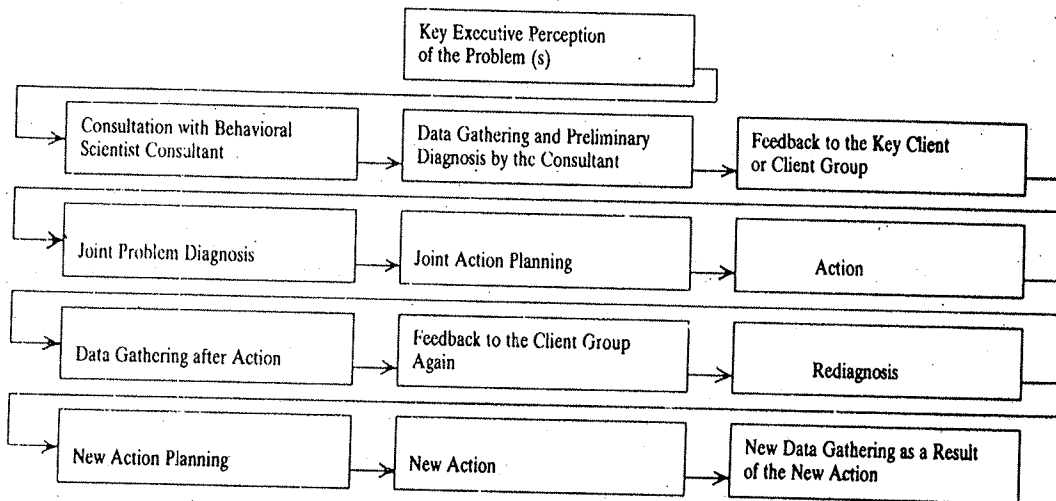 Key Executive Perception
of the Problem (s)
Consultation with Behavioral
Scientist Consultant
Data Gathering and Preliminary
Diagnosis by the Consultant
Feedback to the Key Client
or Client Group
Joint Problem Diagnosis
Joint Action Planning
Action
Data Gathering after Action
Feedback to the Client Group
Again
Rediagnosis
New Action Planning
New Action
New Data Gathering as a Result
of the New Action